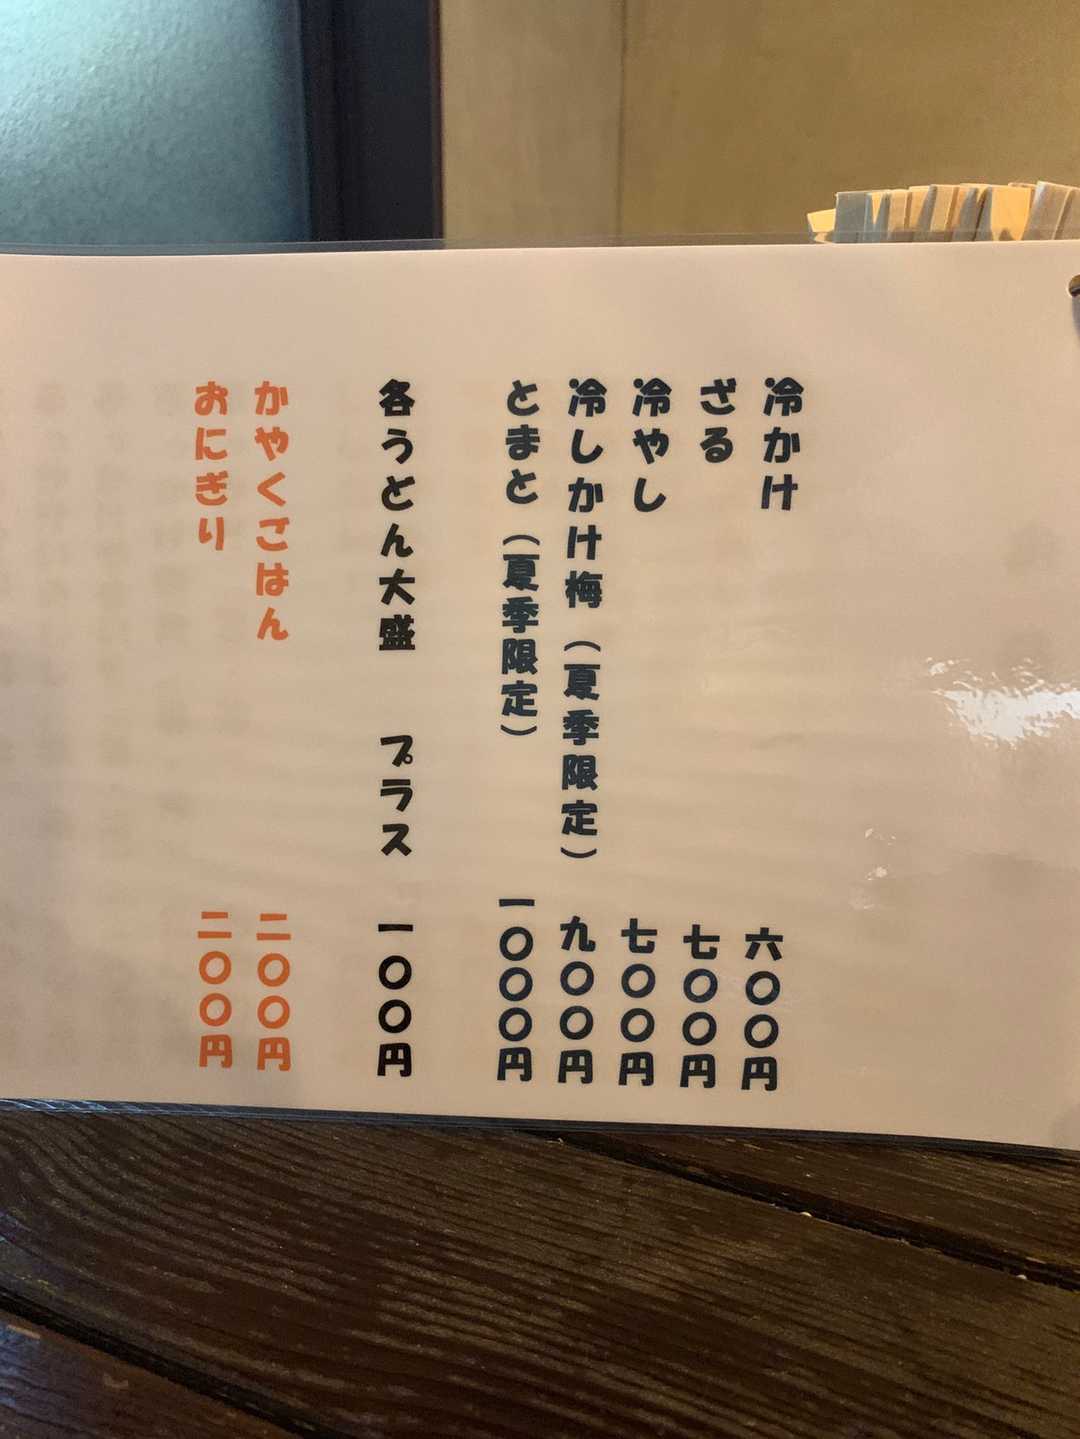 冷かけ 六〇〇円
ざる 七〇〇円
冷やし 七〇〇円
冷しかけ梅（夏季限定） 九〇〇円
とまと（夏季限定） 一〇〇〇円
各うどん大盛 プラス 一〇〇円
かやくごはん 二〇〇円
おにぎり 二〇〇円